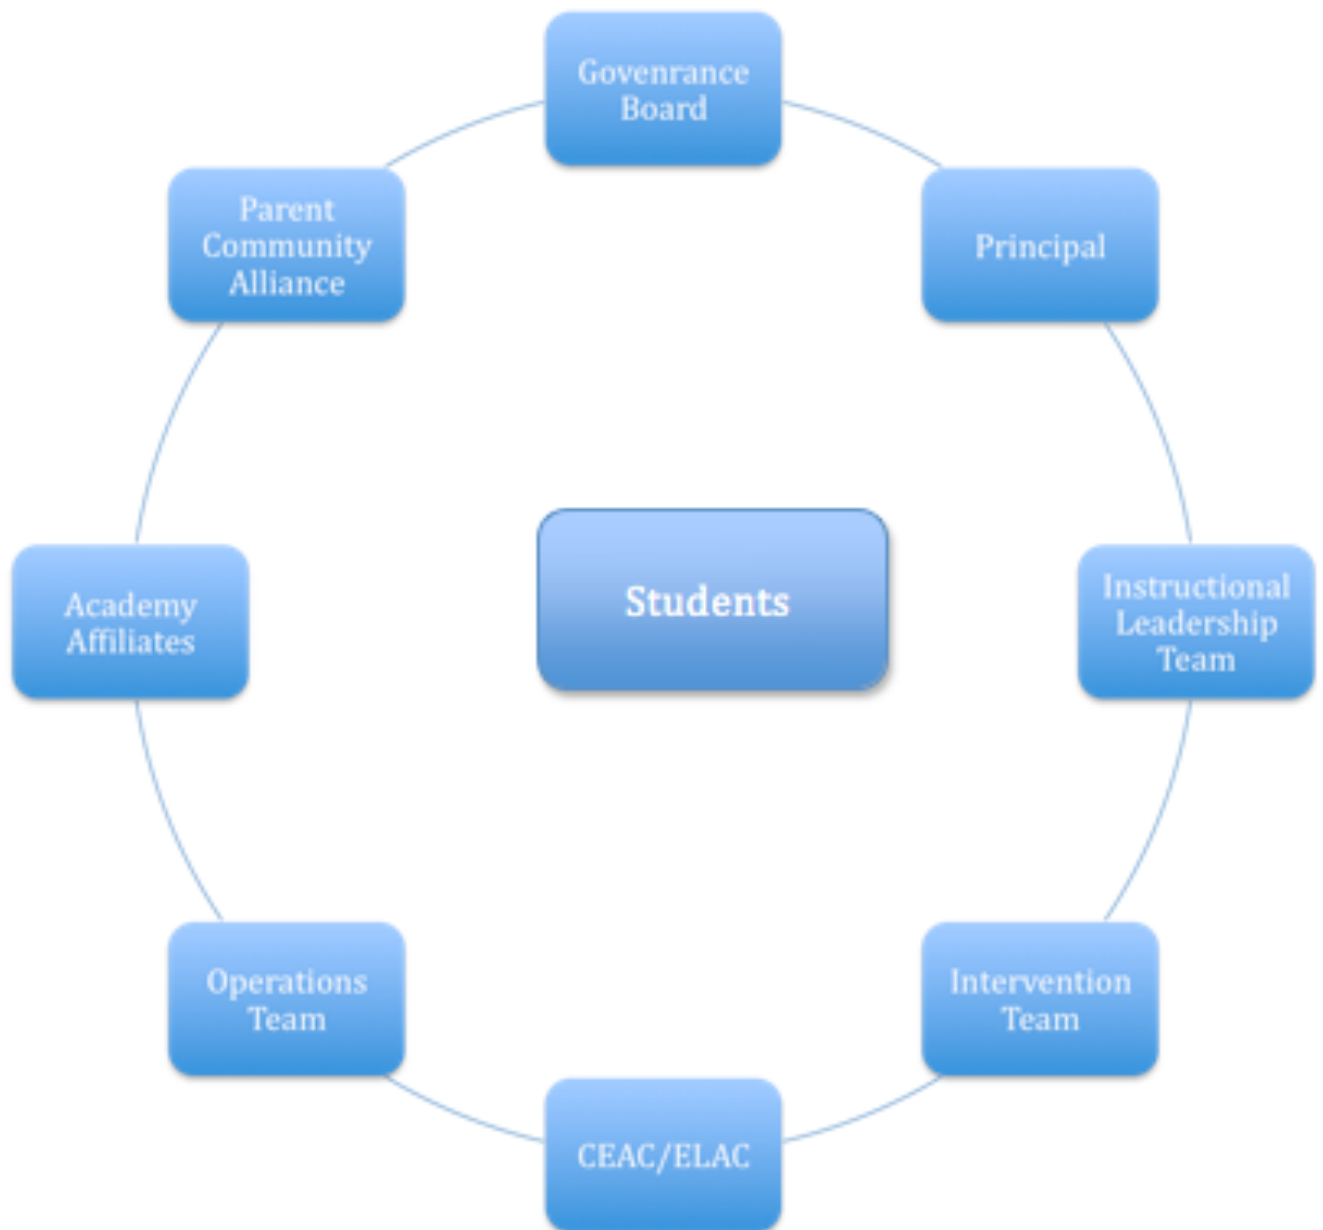 Govenrance
Board
Principal
Instructional
Leadership
Team
Intervention
Team
CEAC/ELAC
Operations
Team
Academy
Affiliates
Parent
Community
Alliance
Students